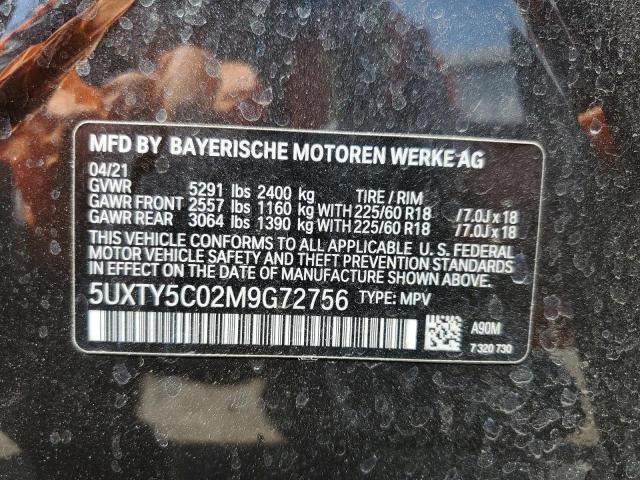 MFD BY BAYERISCHE MOTOREN WERKE AG
04/21
GVWR 5291 lbs 2400 kg TIRE / RIM
GAWR FRONT 2557 lbs 1160 kg WITH 225/60 R18 /7.0J x 18
GAWR REAR 3064 lbs 1390 kg WITH 225/60 R18 /7.0J x 18
THIS VEHICLE CONFORMS TO ALL APPLICABLE U. S. FEDERAL
MOTOR VEHICLE SAFETY AND THEFT PREVENTION
STANDARDS IN EFFECT ON THE DATE OF MANUFACTURE SHOWN ABOVE.
5UXTY5C02M9G72756 TYPE: MPV
A90M
7 320 730